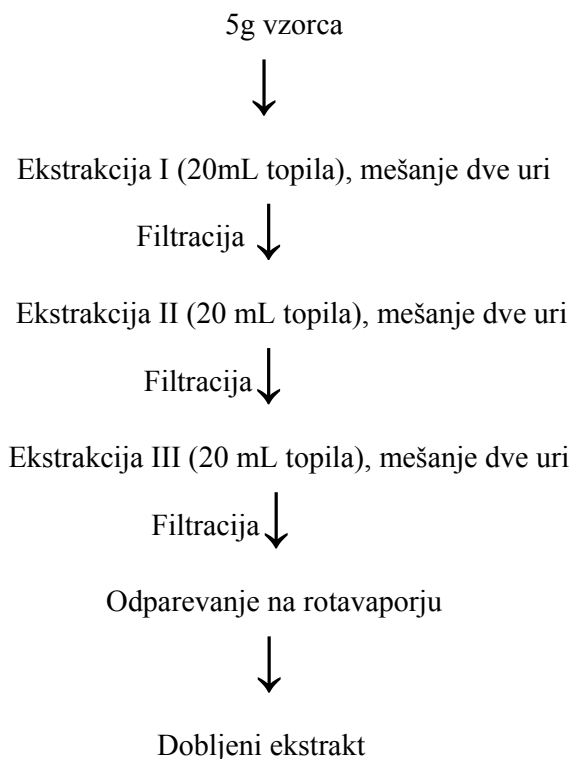 5g vzorca
Ekstrakcija I (20mL topila), mešanje dve uri
Filtracija
Ekstrakcija II (20 mL topila), mešanje dve uri
Filtracija
Ekstrakcija III (20 mL topila), mešanje dve uri
Filtracija
Odparevanje na rotavaporju
Dobljeni ekstrakt